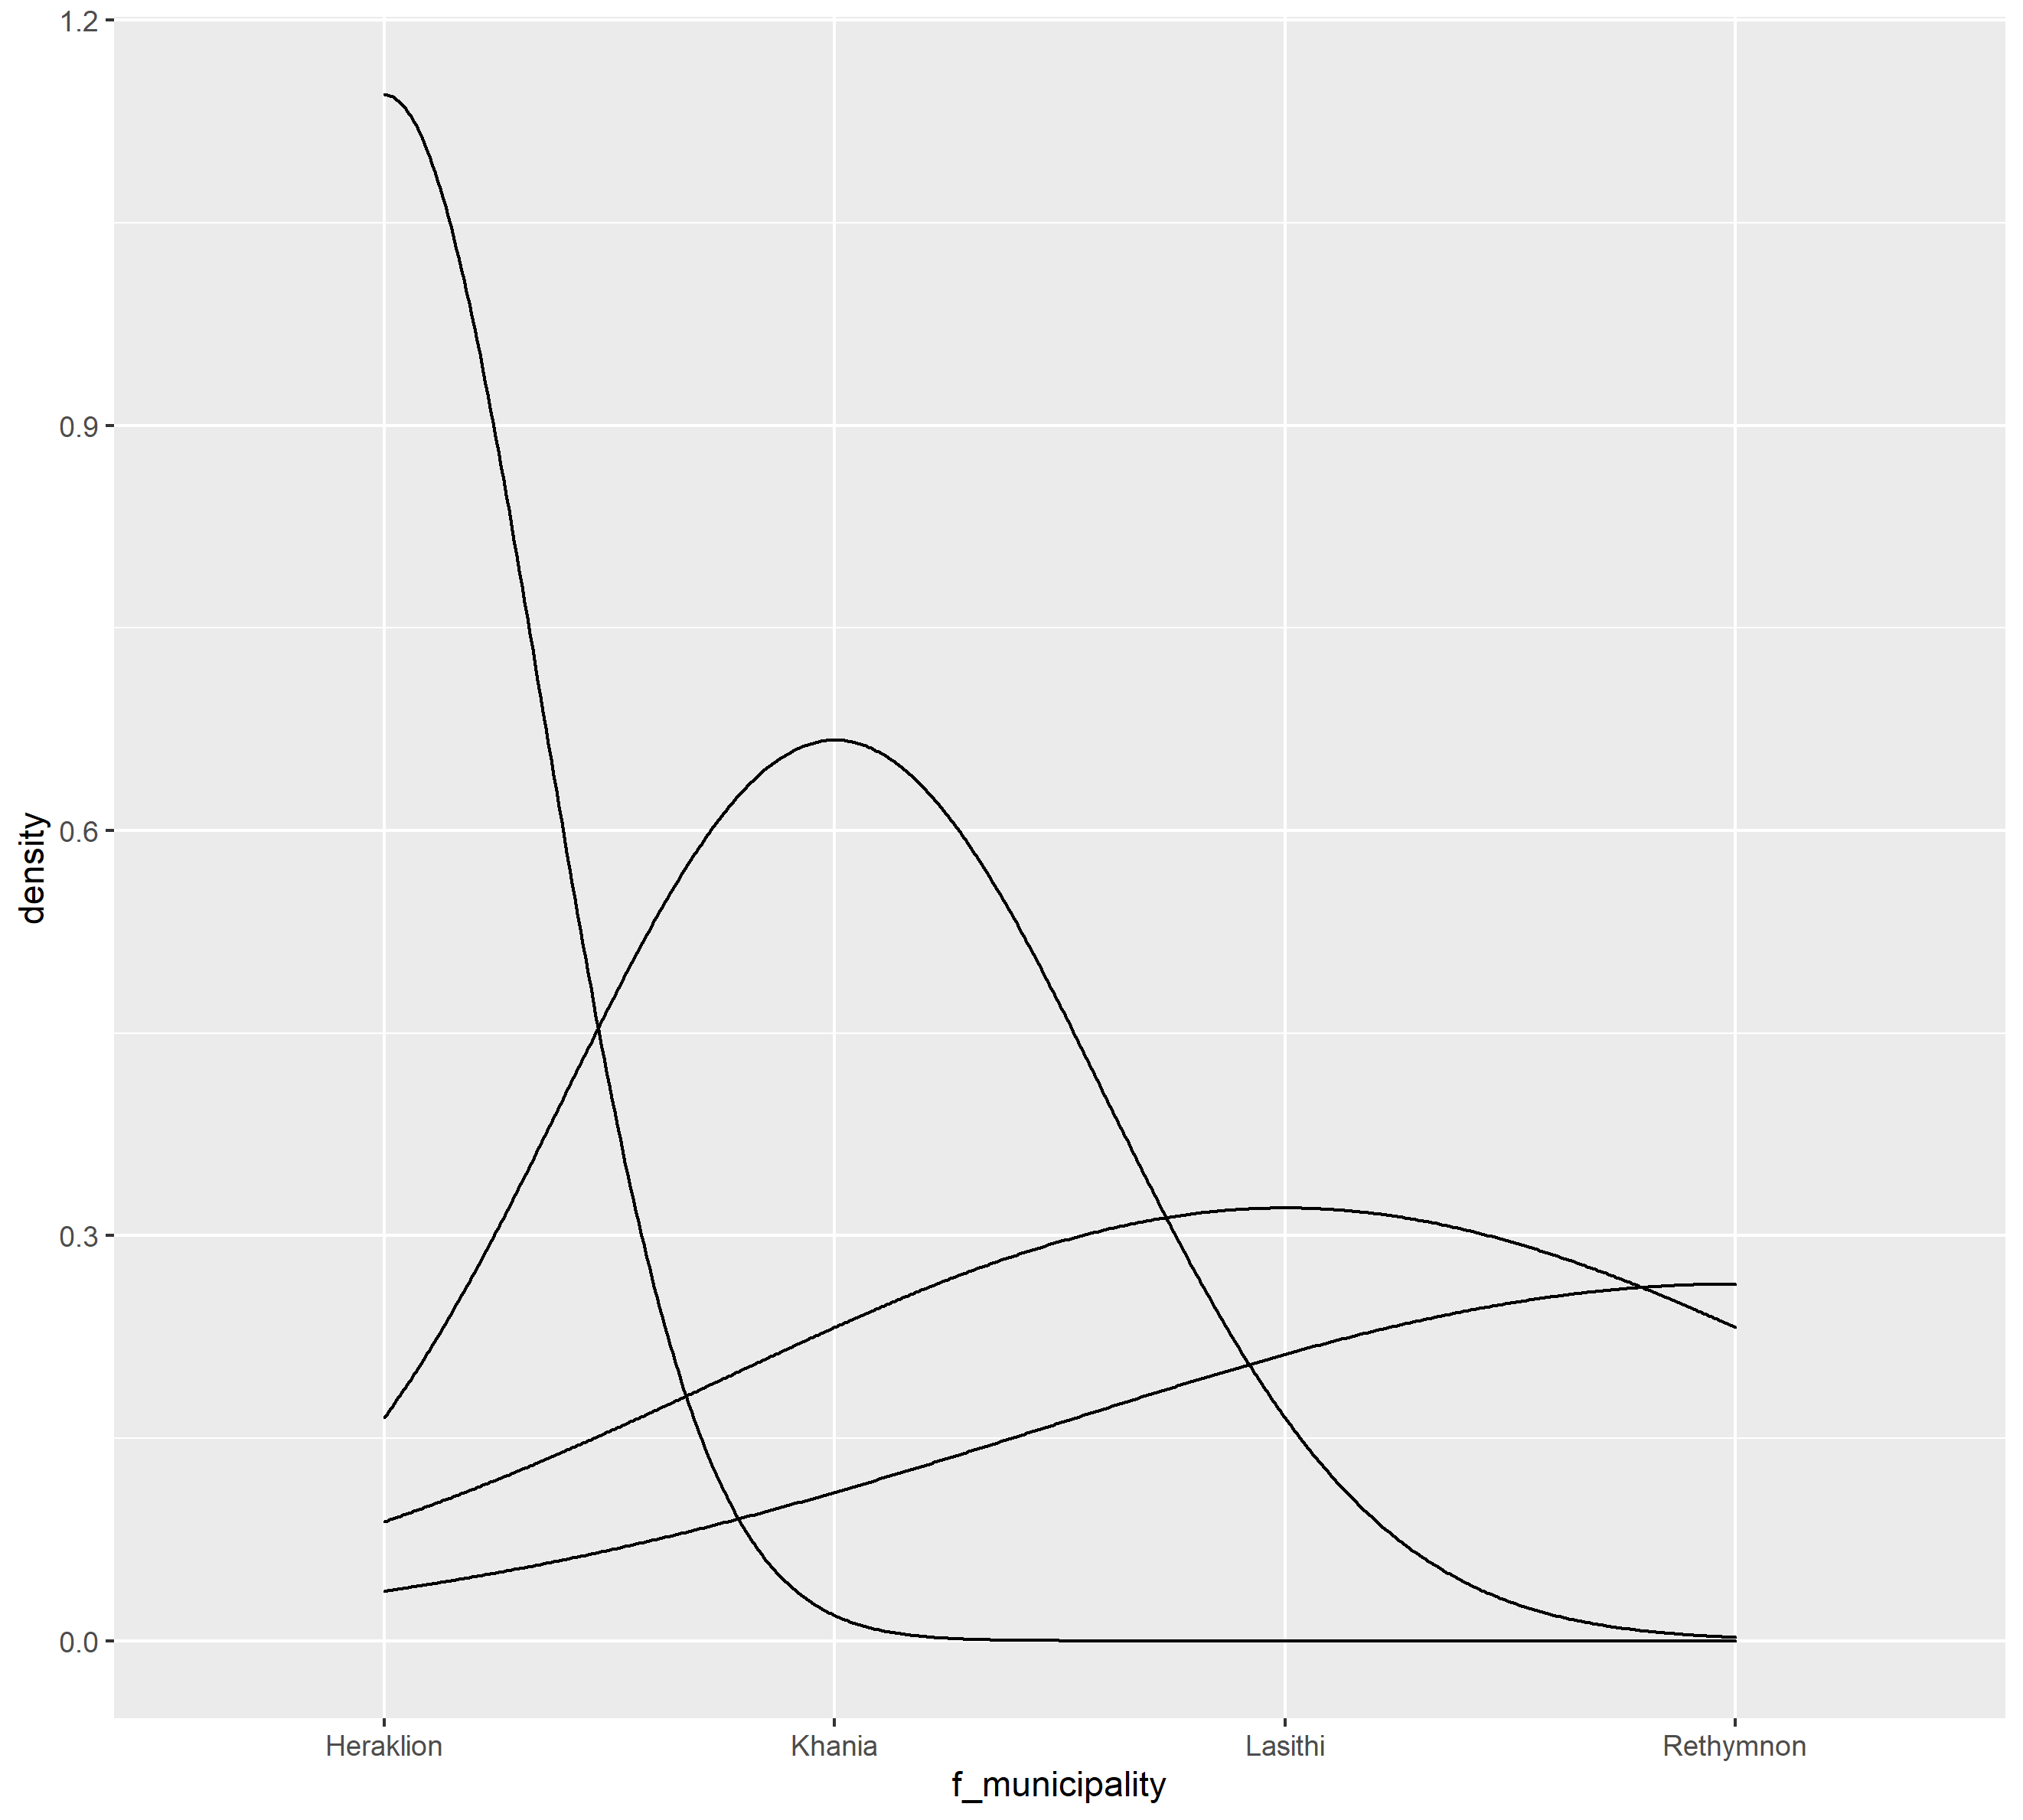 1.2
0.9
0.6
0.3
0.0
density
Heraklion
Khania
Lasithi
Rethymnon
f_municipality